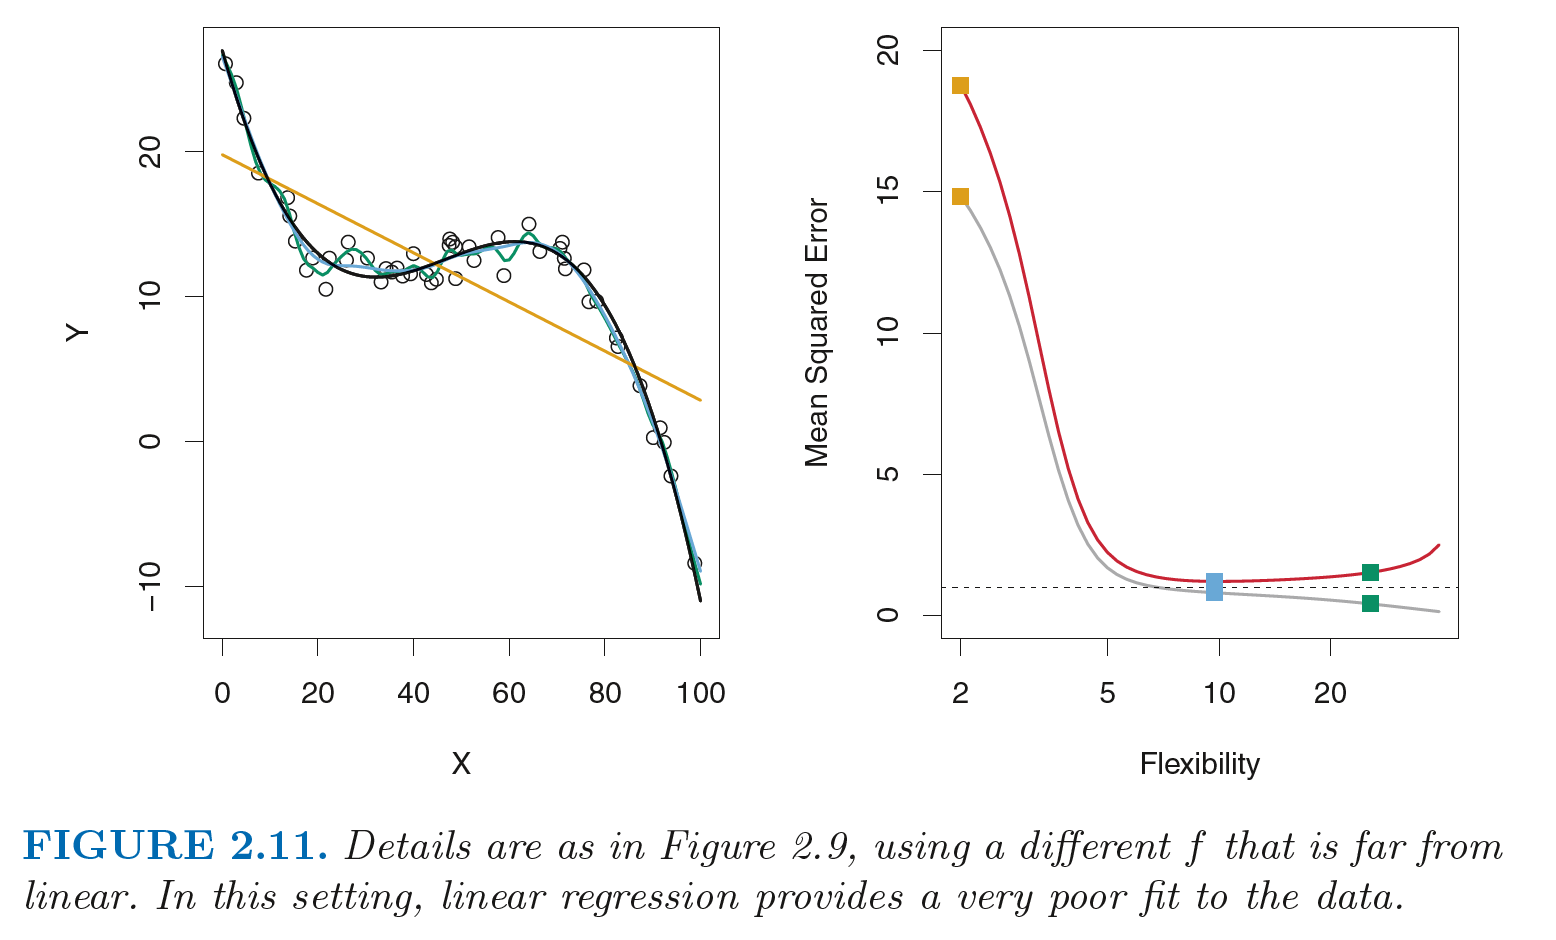 20
10
0
−10
Y
0 20 40 60 80 100
X
20
15
10
5
0
Mean Squared Error
2 5 10 20
Flexibility
FIGURE 2.11. Details are as in Figure 2.9, using a different f that is far from
linear. In this setting, linear regression provides a very poor fit to the data.